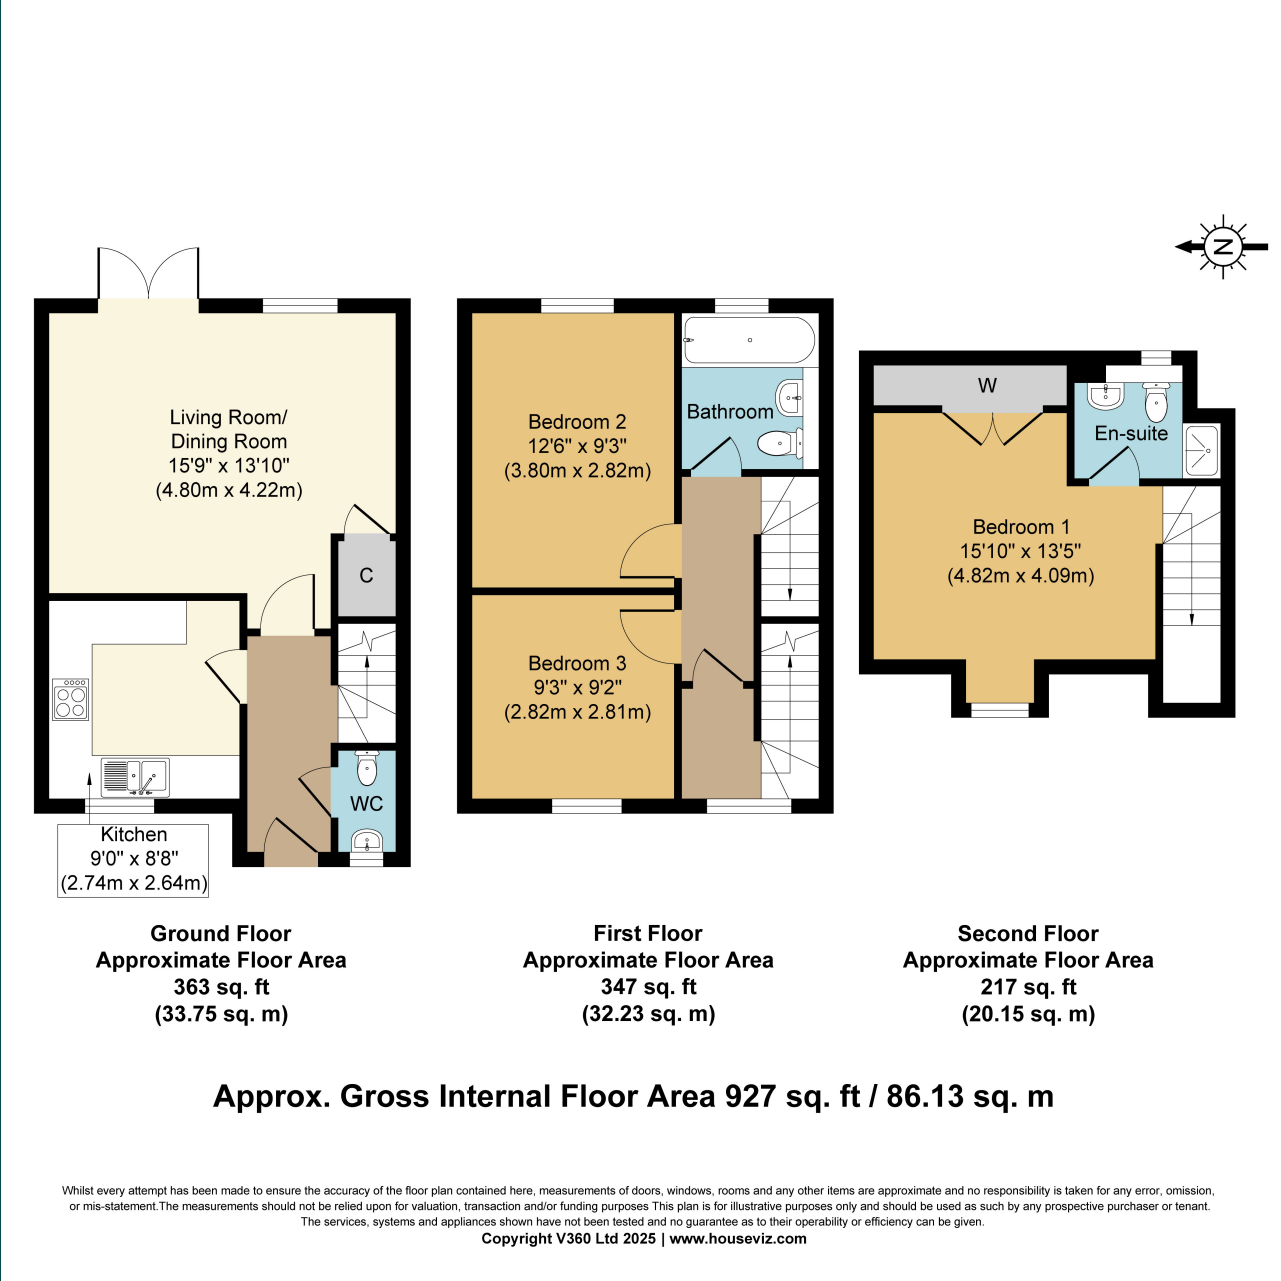 N
Living Room/
Dining Room
15'9" x 13'10"
(4.80m x 4.22m)
C
WC
Kitchen
9'0" x 8'8"
(2.74m x 2.64m)
Bedroom 2
12'6" x 9'3"
(3.80m x 2.82m)
Bathroom
Bedroom 3
9'3" x 9'2"
(2.82m x 2.81m)
W
En-suite
Bedroom 1
15'10" x 13'5"
(4.82m x 4.09m)
Ground Floor
Approximate Floor Area
363 sq. ft
(33.75 sq. m)
First Floor
Approximate Floor Area
347 sq. ft
(32.23 sq. m)
Second Floor
Approximate Floor Area
217 sq. ft
(20.15 sq. m)
Approx. Gross Internal Floor Area 927 sq. ft / 86.13 sq. m
Whilst every attempt has been made to ensure the accuracy of the floor plan contained here, measurements of doors, windows, rooms and any other items are approximate and no responsibility is taken for any error, omission,
or mis-statement.The measurements should not be relied upon for valuation, transaction and/or funding purposes This plan is for illustrative purposes only and should be used as such by any prospective purchaser or tenant.
The services, systems and appliances shown have not been tested and no guarantee as to their operability or efficiency can be given.
Copyright V360 Ltd 2025 | www.houseviz.com